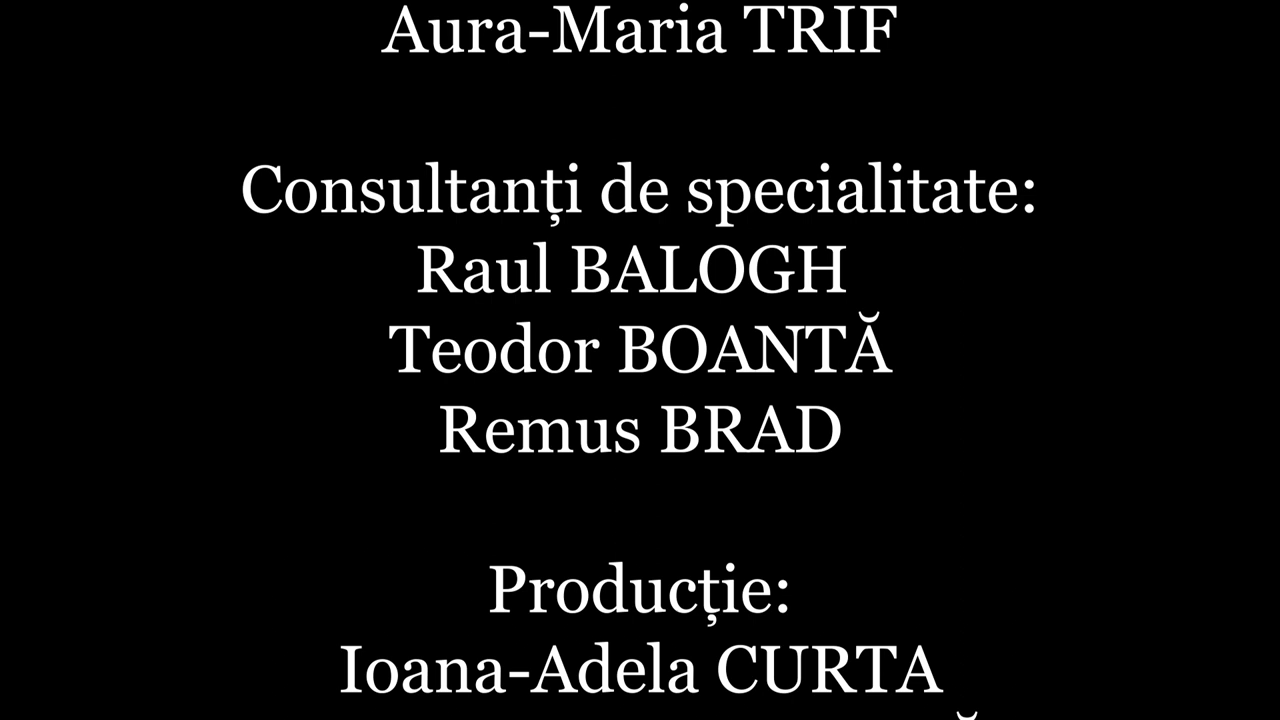 Aura-Maria TRIF
Consultanți de specialitate:
Raul BALOGH
Teodor BOANTĂ
Remus BRAD
Producție:
Ioana-Adela CURTA